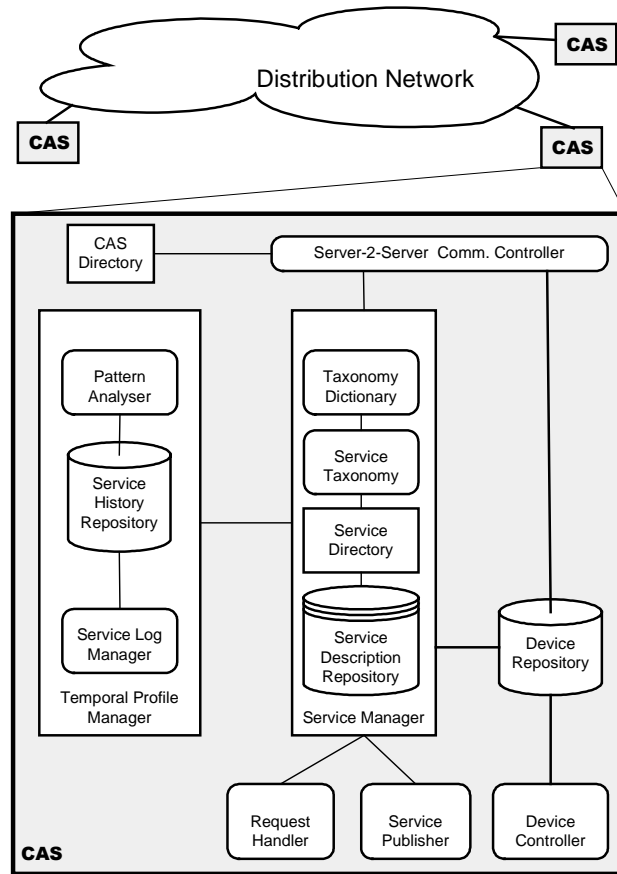 CAS
Distribution Network
CAS
CAS
CAS
Directory
Server-2-Server Comm. Controller
Pattern
Analyser
Service
History
Repository
Service Log
Manager
Temporal Profile
Manager
Taxonomy
Dictionary
Service
Taxonomy
Service
Directory
Service
Description
Repository
Service Manager
Device
Repository
Request
Handler
Service
Publisher
Device
Controller
CAS